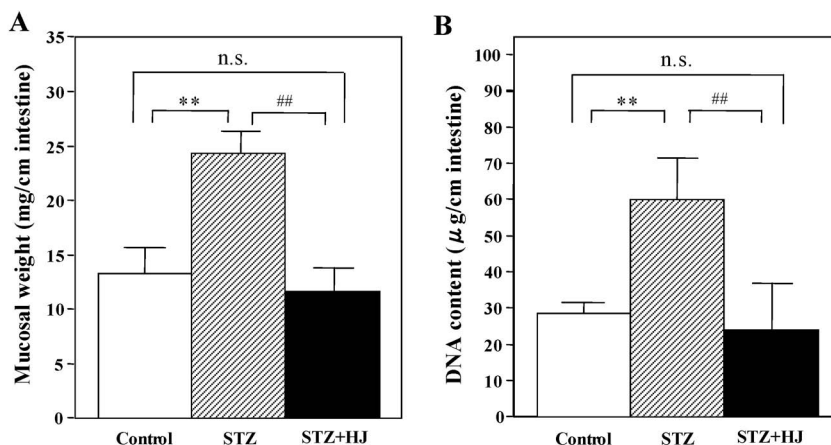 A
Mucosal weight (mg/cm intestine)
35
30
25
20
15
10
5
0
n.s.
**
##
Control STZ STZ+HJ
B
DNA content (μg/cm intestine)
100
90
80
70
60
50
40
30
20
10
0
n.s.
**
##
Control STZ STZ+HJ